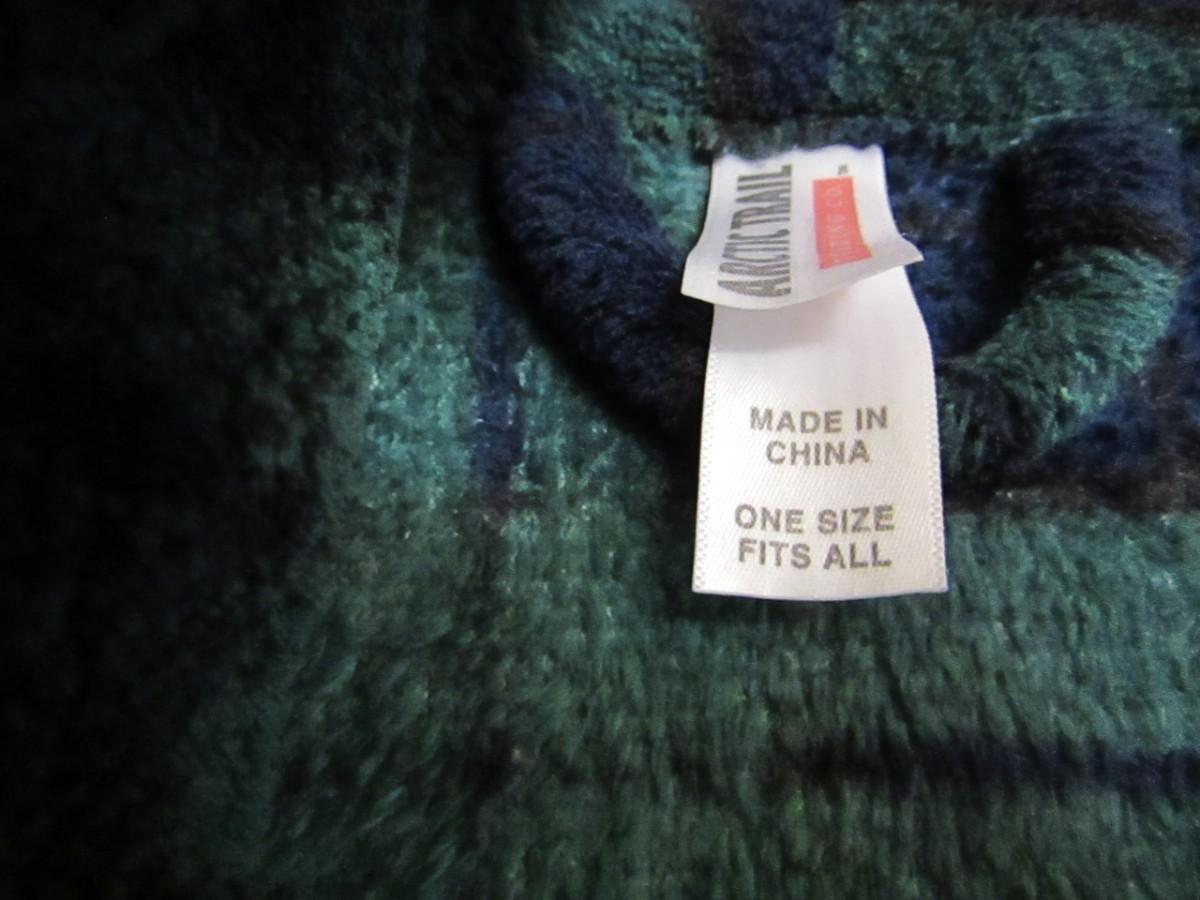 ARCTIC TRAIL
MADE IN
CHINA
ONE SIZE
FITS ALL